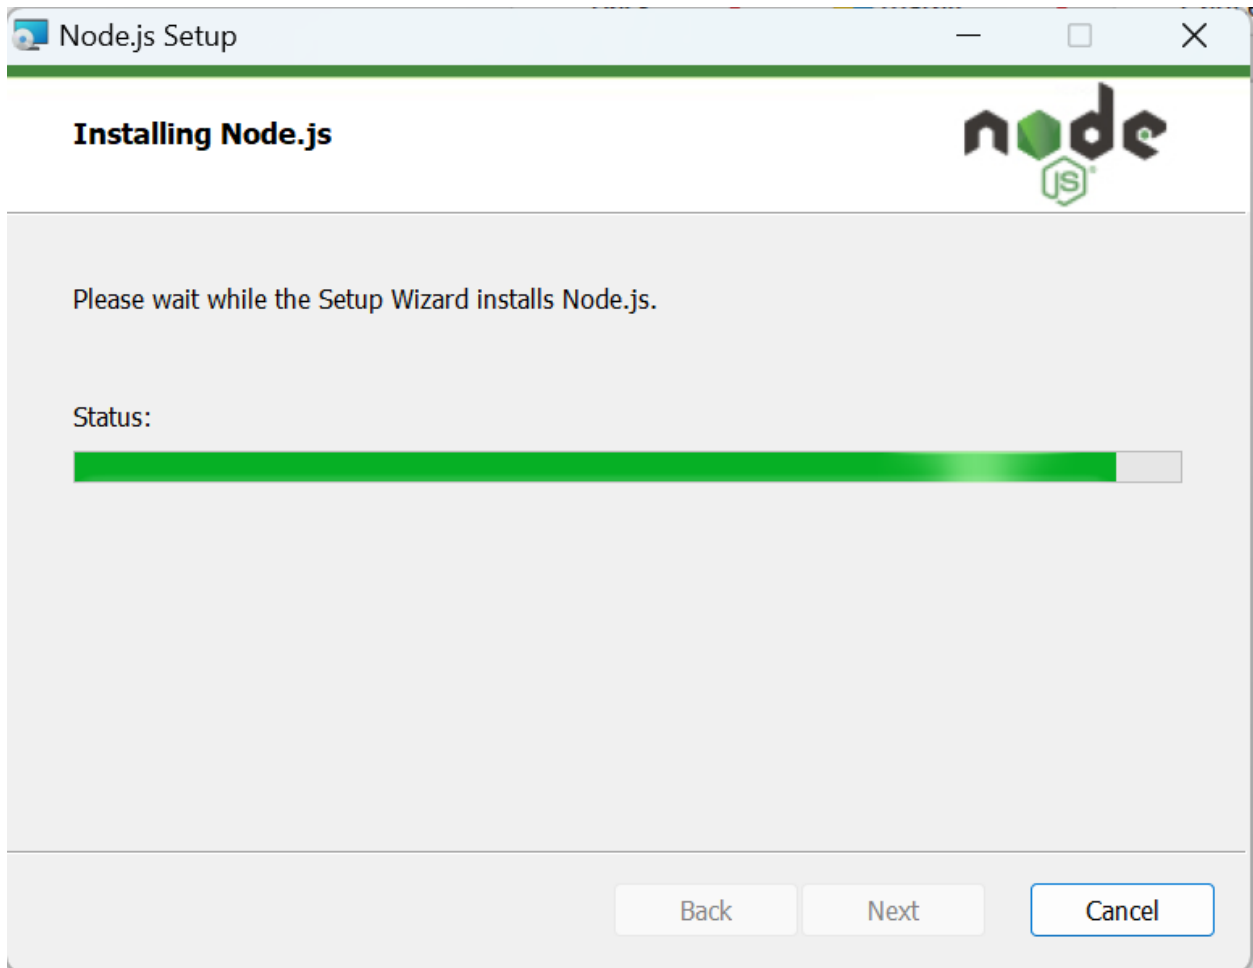 Node.js Setup
Installing Node.js
node
JS®
Please wait while the Setup Wizard installs Node.js.
Status:
Back
Next
Cancel